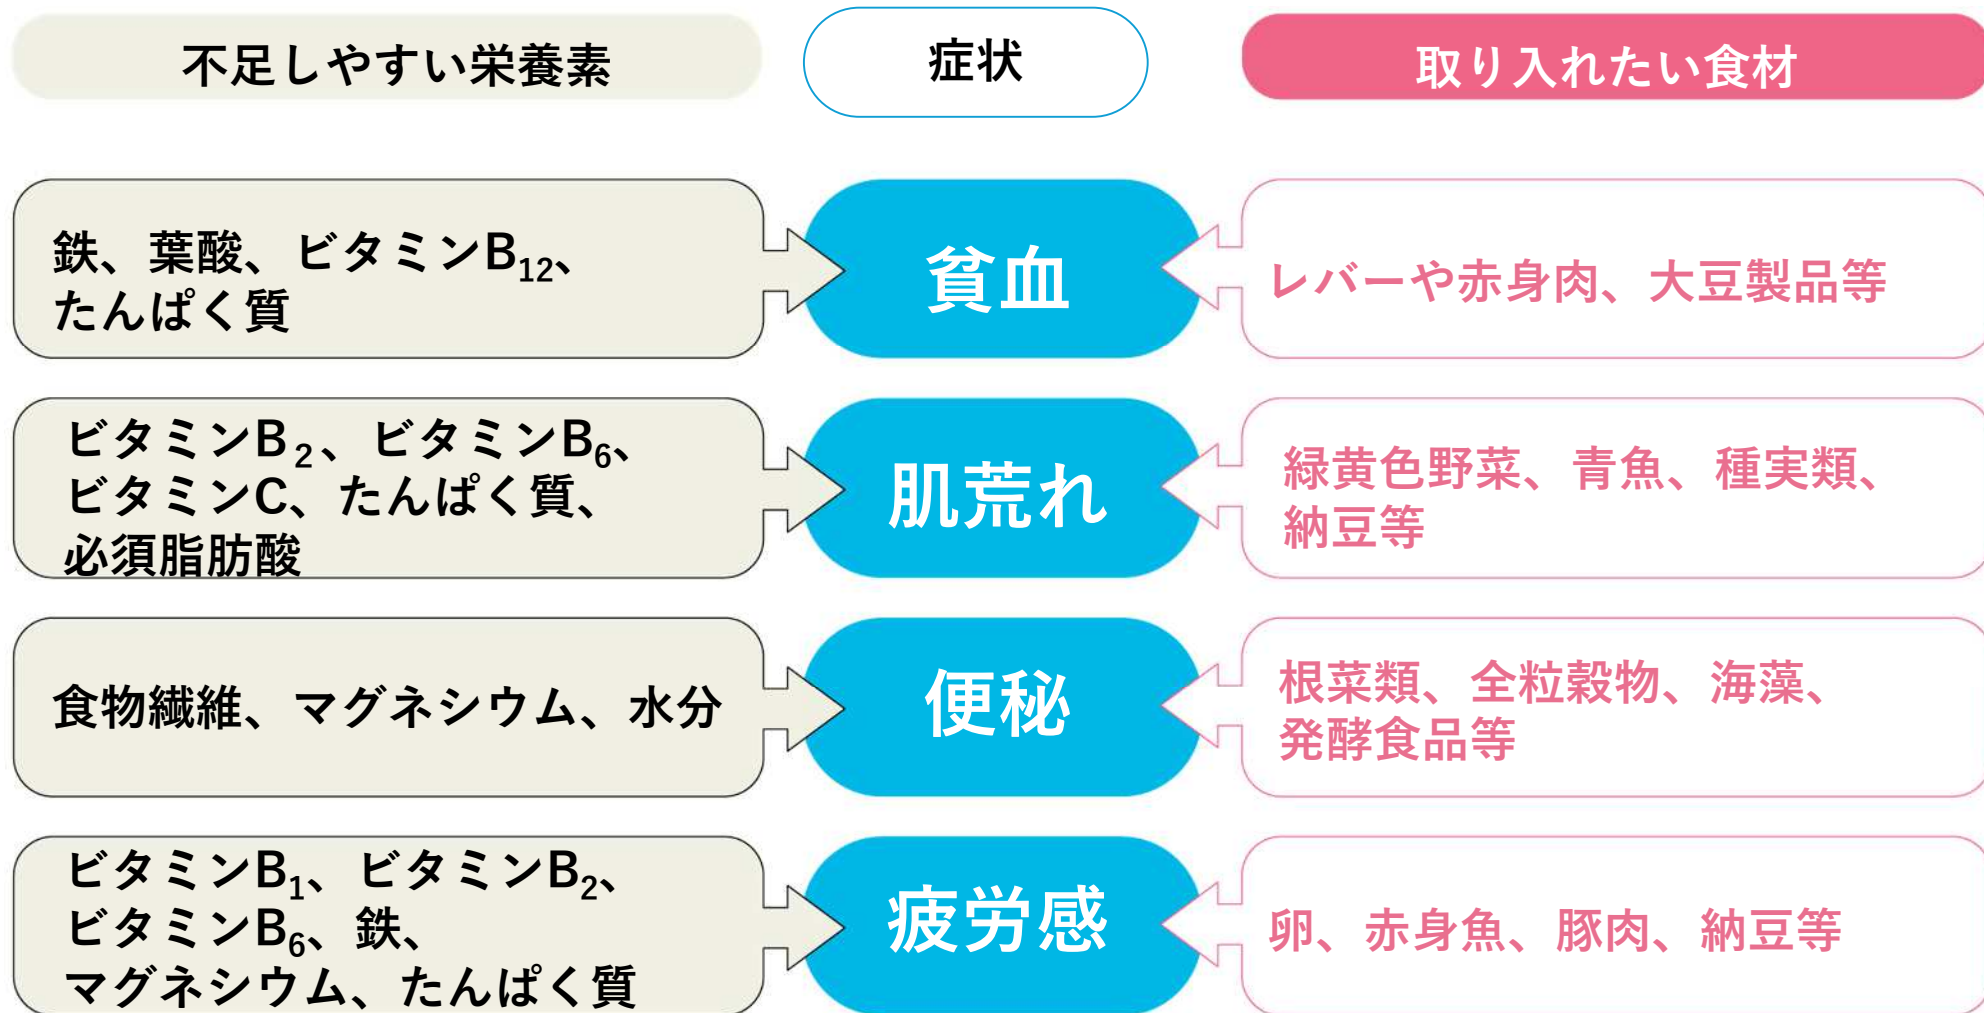 不足しやすい栄養素
症状
取り入れたい食材
鉄、葉酸、ビタミンB₁₂、
たんぱく質
貧血
レバーや赤身肉、大豆製品等
ビタミンB₂、ビタミンB₆、
ビタミンC、たんぱく質、
必須脂肪酸
肌荒れ
緑黄色野菜、青魚、種実類、
納豆等
食物繊維、マグネシウム、水分
便秘
根菜類、全粒穀物、海藻、
発酵食品等
ビタミンB₁、ビタミンB₂、
ビタミンB₆、鉄、
マグネシウム、たんぱく質
疲労感
卵、赤身魚、豚肉、納豆等